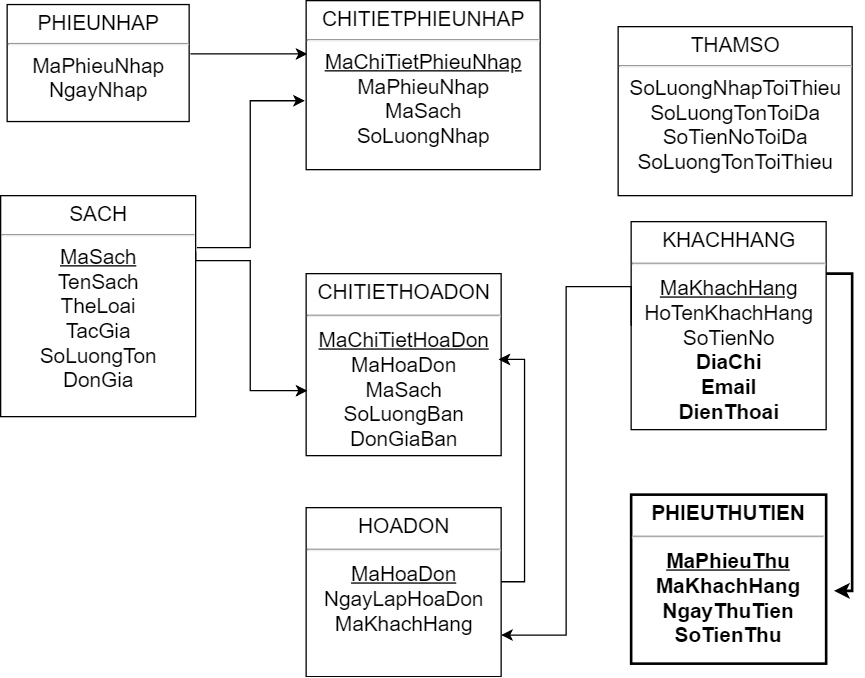 PHIEUNHAP
MaPhieuNhap
NgayNhap
CHITIETPHIEUNHAP
MaChiTietPhieuNhap
MaPhieuNhap
MaSach
SoLuongNhap
THAMSO
SoLuongNhapToiThieu
SoLuongTonToiDa
SoTienNoToiDa
SoLuongTonToiThieu
SACH
MaSach
TenSach
TheLoai
TacGia
SoLuongTon
DonGia
CHITIETHOADON
MaChiTietHoaDon
MaHoaDon
MaSach
SoLuongBan
DonGiaBan
KHACHHANG
MaKhachHang
HoTenKhachHang
SoTienNo
DiaChi
Email
DienThoai
HOADON
MaHoaDon
NgayLapHoaDon
MaKhachHang
PHIEUTHUTIEN
MaPhieuThu
MaKhachHang
NgayThuTien
SoTienThu